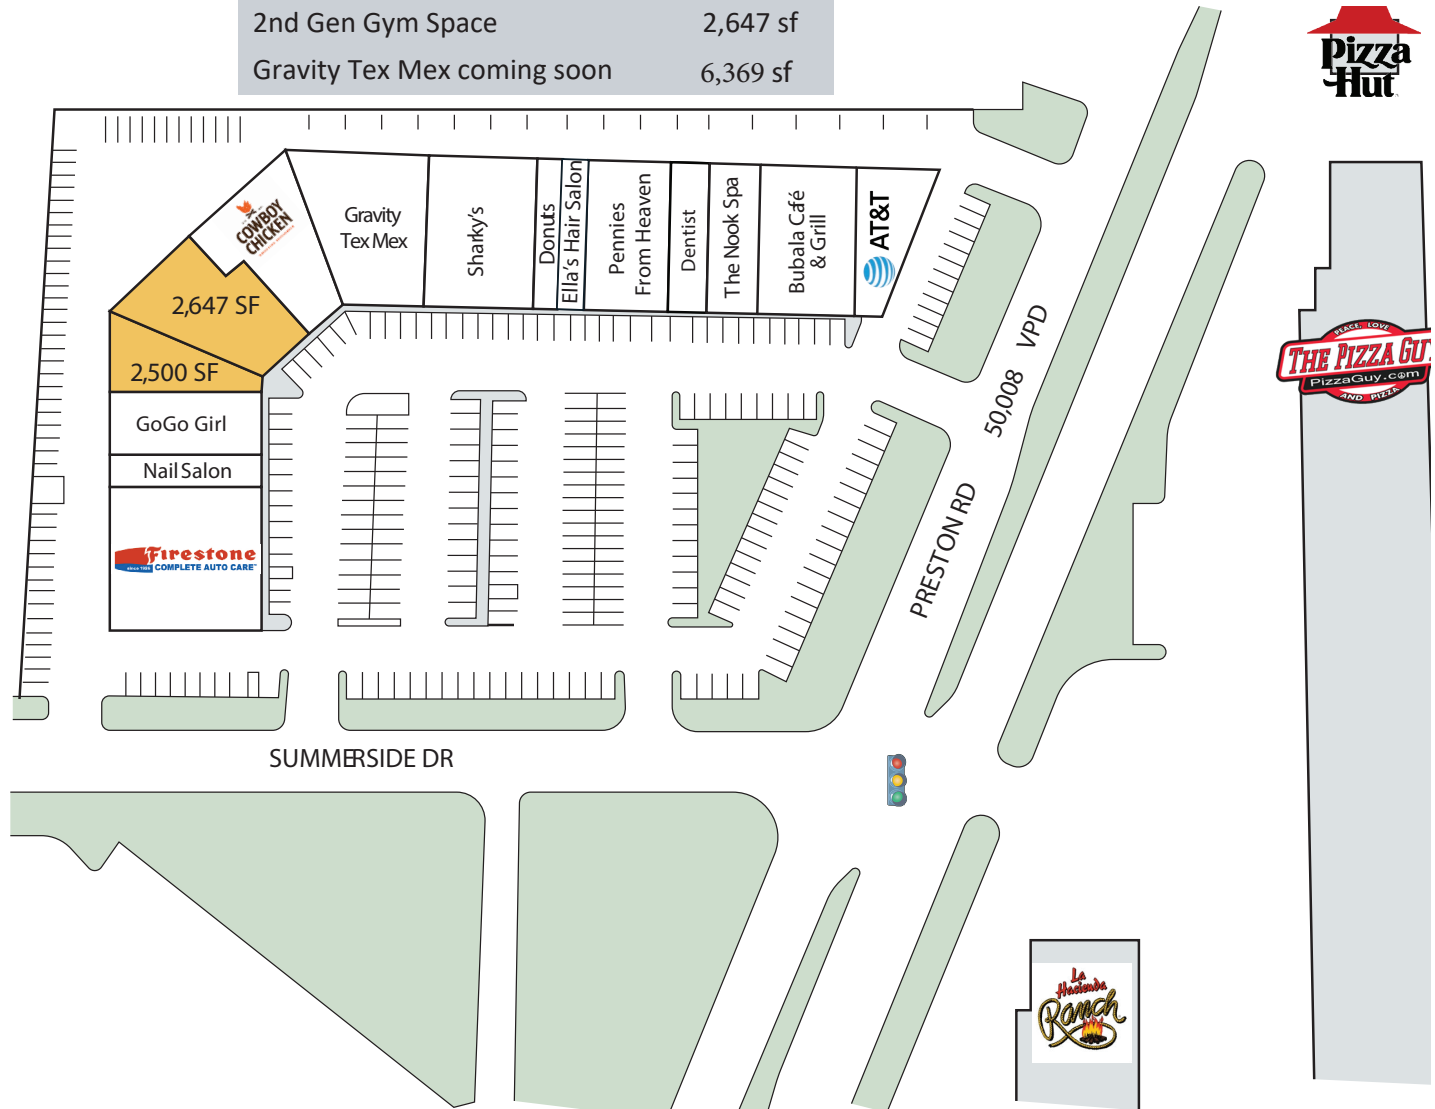 2nd Gen Gym Space 2,647 sf
Gravity Tex Mex coming soon 6,369 sf
Pizza
Hut
COWBOY
CHICKEN
Gravity
Tex Mex
Sharky's
Donuts
Ella's Hair Salon
Pennies
From Heaven
Dentist
The Nook Spa
Bubala Café
& Grill
AT&T
2,647 SF
2,500 SF
GoGo Girl
Nail Salon
Firestone
since 1926
COMPLETE AUTO CARE
PRESTON RD 50,008 VPD
PEACE, LOVE
THE PIZZA GU
PizzaGuy.com
AND PIZZA
SUMMERSIDE DR
La
Hacienda
Ranch